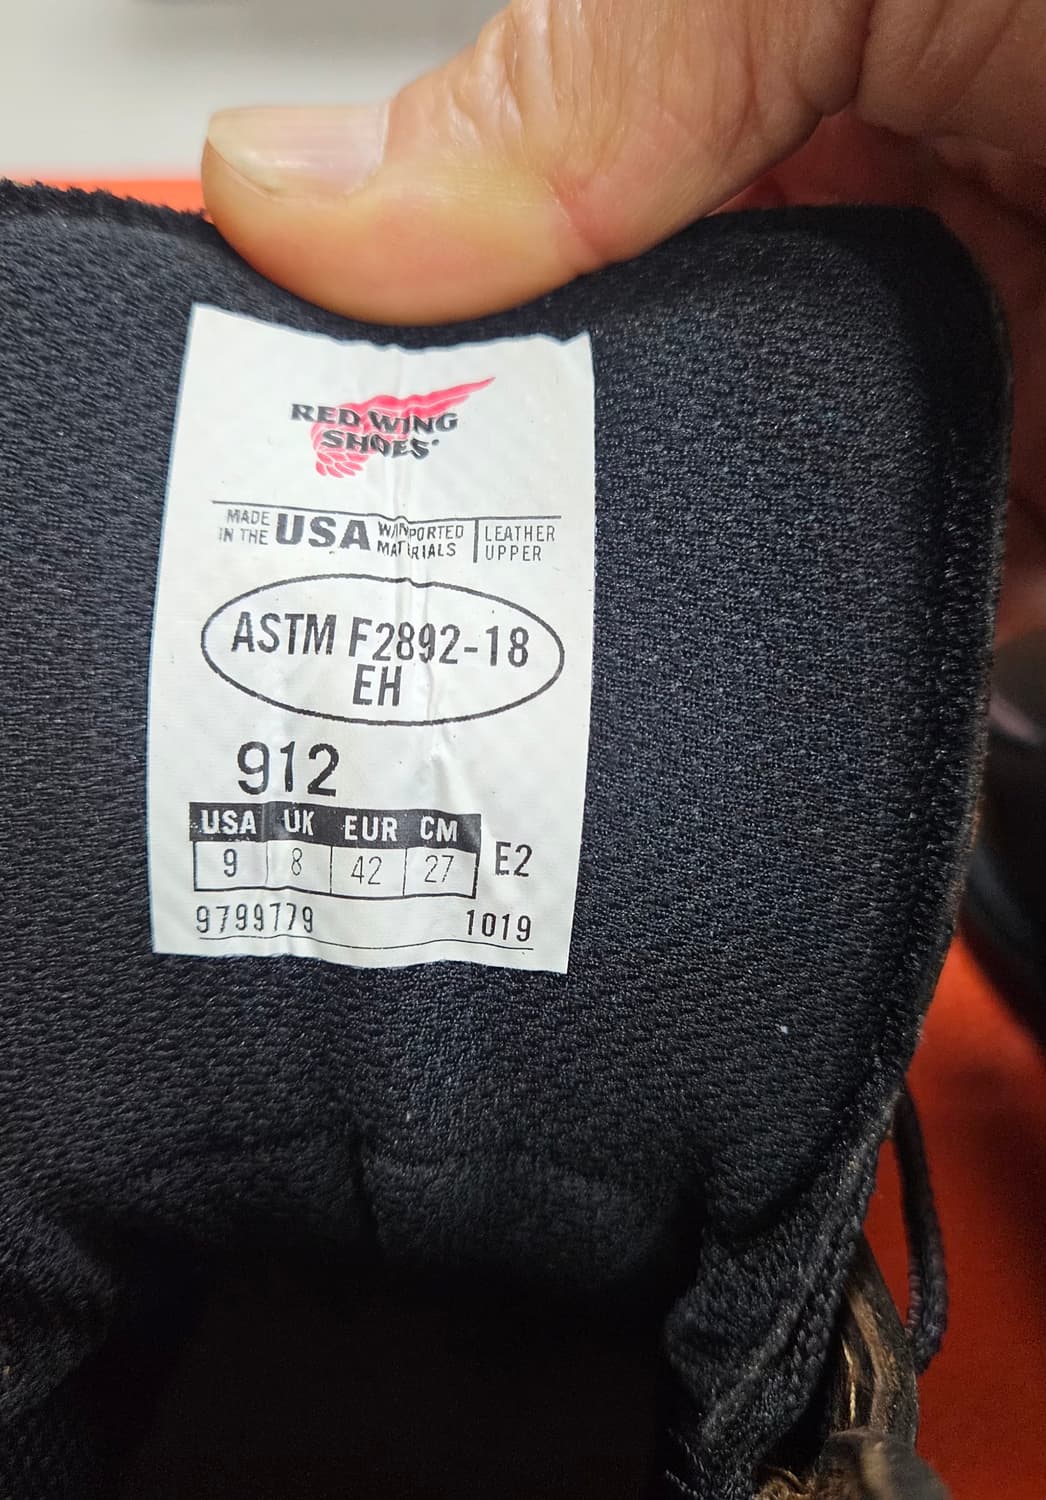 RED WING
SHOES
MADE IN THE USA W/IMPORTED MATERIALS LEATHER UPPER
ASTM F2892-18
EH
912
USA UK EUR CM
9 8 42 27 E2
9799779 1019